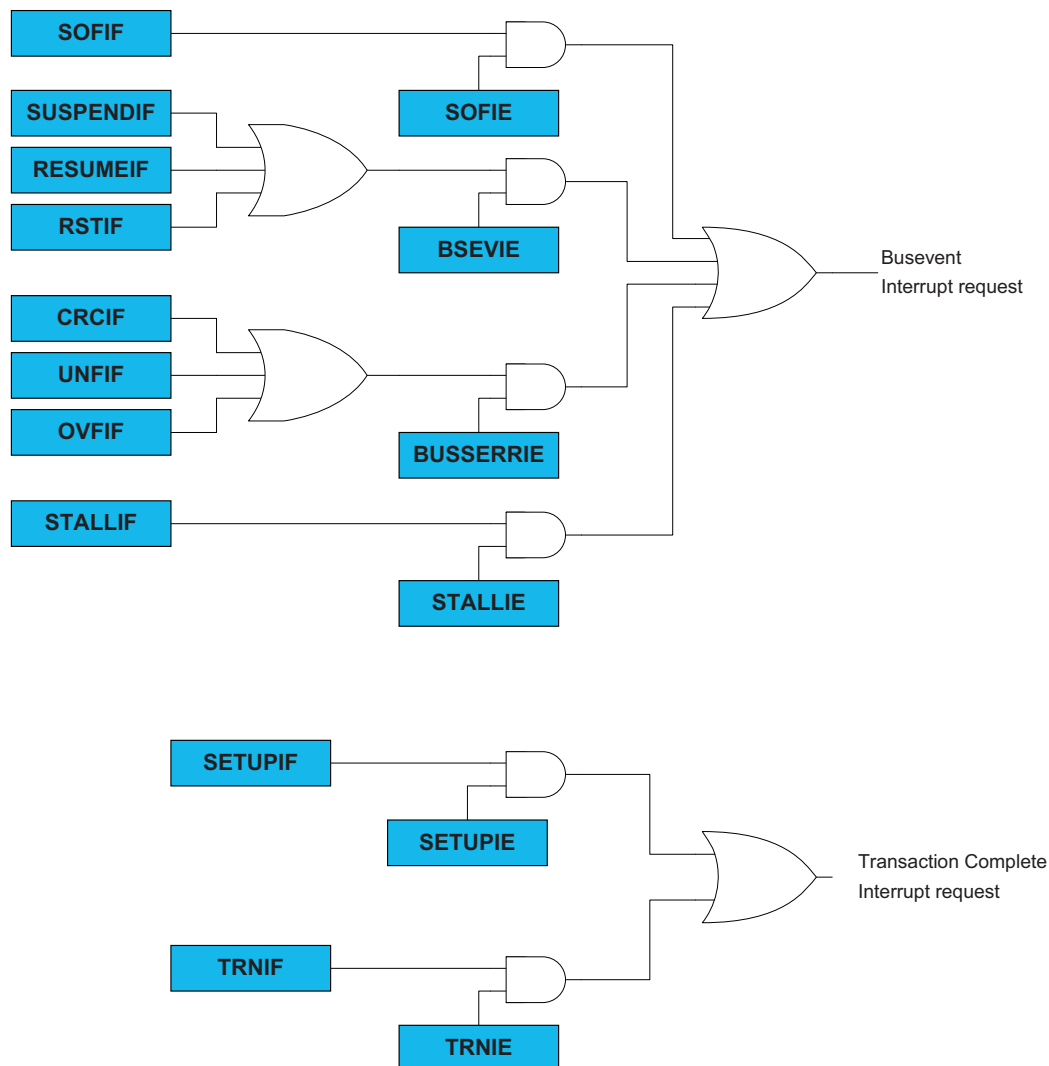 SOFIF
SOFIE
SUSPENDIF
RESUMEIF
RSTIF
BSEVIE
Busevent
Interrupt request
CRCIF
UNFIF
OVFIF
BUSSERRIE
STALLIF
STALLIE
SETUPIF
SETUPIE
Transaction Complete
Interrupt request
TRNIF
TRNIE